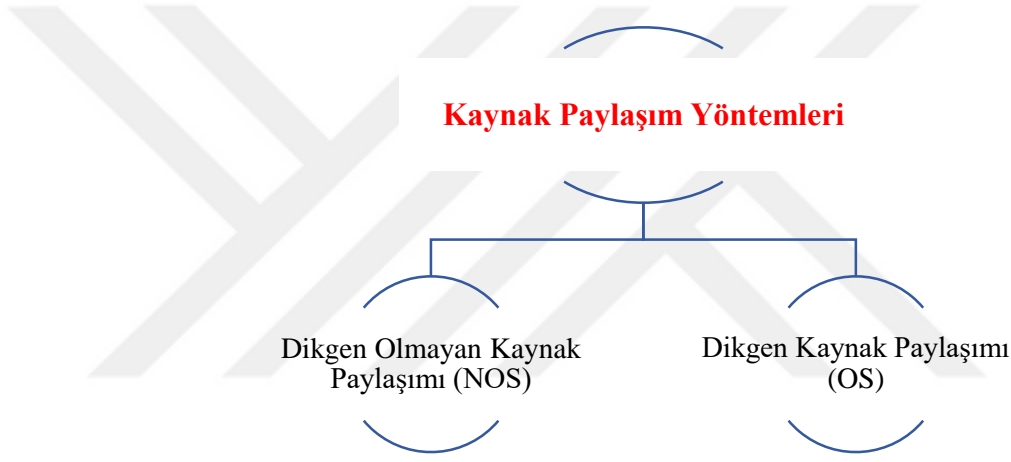 Kaynak Paylaşım Yöntemleri
Dikgen Olmayan Kaynak
Paylaşımı (NOS)
Dikgen Kaynak Paylaşımı
(OS)